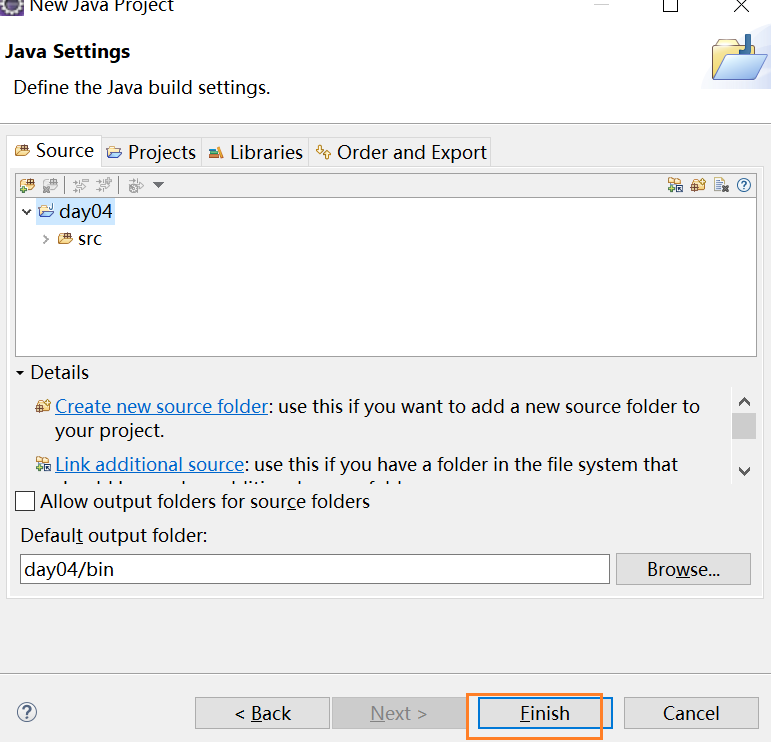 New Java Project
Java Settings
Define the Java build settings.
Source Projects Libraries Order and Export
day04
src
Details
Create new source folder: use this if you want to add a new source folder to
your project.
Link additional source: use this if you have a folder in the file system that
Allow output folders for source folders
Default output folder:
day04/bin
Browse...
< Back Next > Finish Cancel